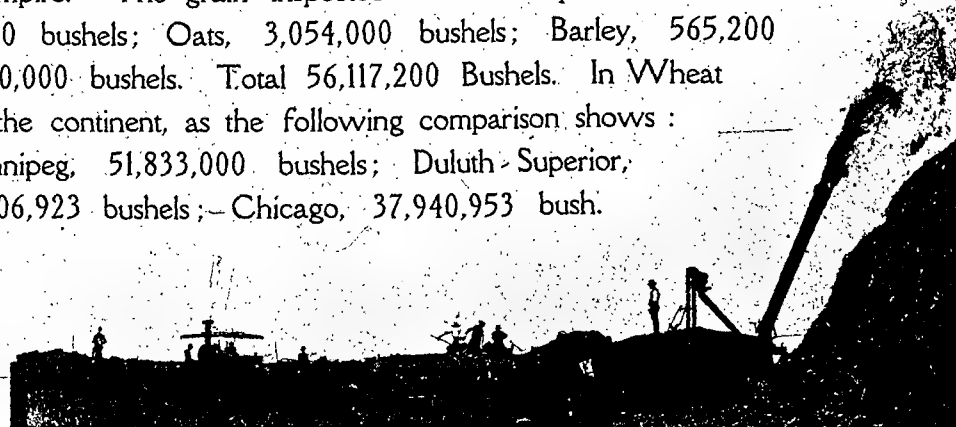 The grain
0 bushels; Oats, 3,054,000 bushels; Barley, 565,200
0,000 bushels. Total 56,117,200 Bushels. In Wheat
the continent, as the following comparison shows :
nipeg, 51,833,000 bushels; Duluth-Superior,
06,923 bushels;–Chicago, 37,940,953 bush.